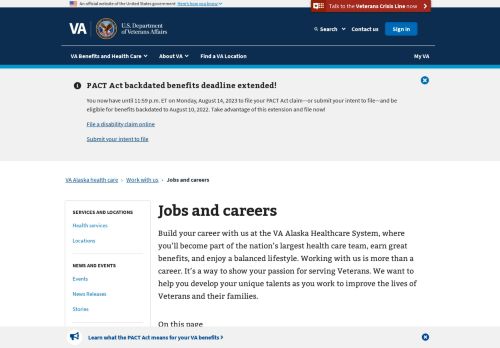 An official website of the United States government Here's how you know
Talk to the Veterans Crisis Line now
VA
U.S. Department
of Veterans Affairs
Search
Contact us
Sign in
VA Benefits and Health Care
About VA
Find a VA Location
My VA
PACT Act backdated benefits deadline extended!
You now have until 11:59 p.m. ET on Monday, August 14, 2023 to file your PACT Act claim—or submit your intent to file—and be
eligible for benefits backdated to August 10, 2022. Take advantage of this extension and file now!
File a disability claim online
Submit your intent to file
VA Alaska health care › Work with us › Jobs and careers
SERVICES AND LOCATIONS
Health services
Locations
NEWS AND EVENTS
Events
News Releases
Stories
Jobs and careers
Build your career with us at the VA Alaska Healthcare System, where
you'll become part of the nation's largest health care team, earn great
benefits, and enjoy a balanced lifestyle. Working with us is more than a
career. It's a way to show your passion for serving Veterans. We want to
help you develop your unique talents as you work to improve the lives of
Veterans and their families.
On this page
Learn what the PACT Act means for your VA benefits >